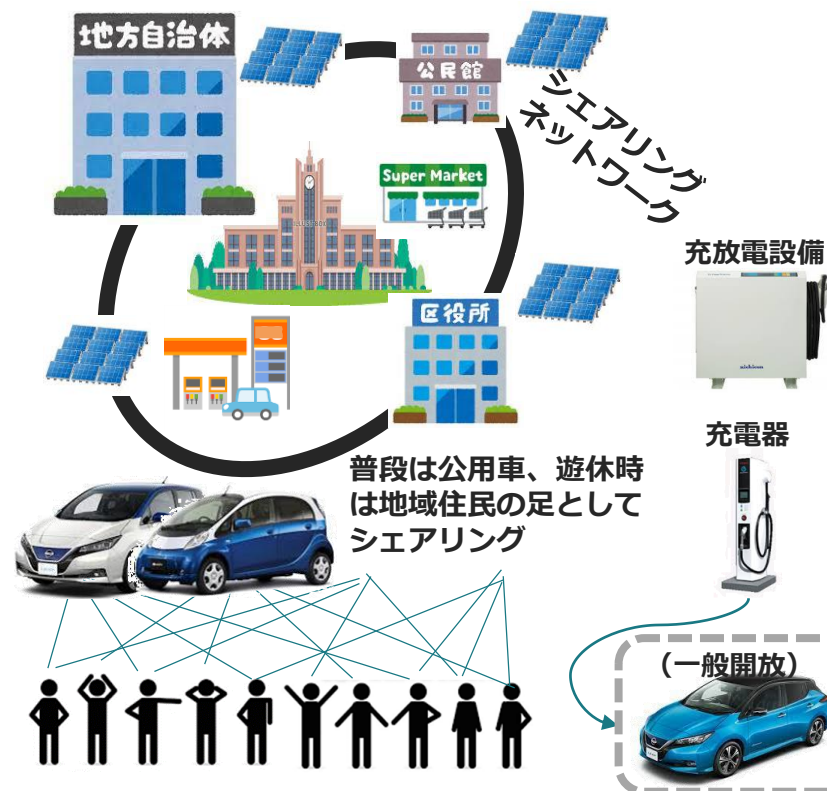 地方自治体
公民館
シェアリング
ネットワーク
Super Market
充放電設備
区役所
nichicon
充電器
普段は公用車、遊休時
は地域住民の足として
シェアリング
（一般開放）